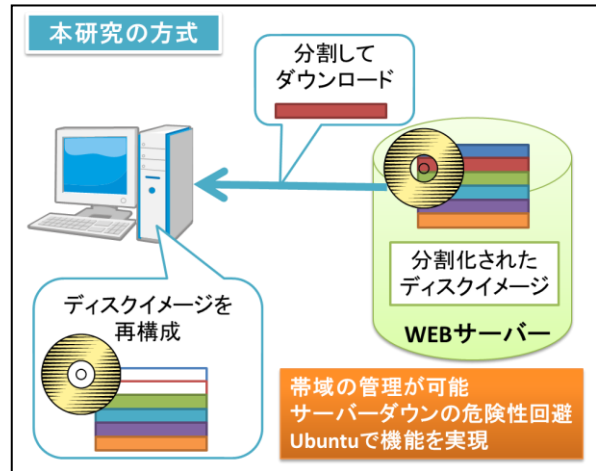 本研究の方式
分割して
ダウンロード
分割化された
ディスクイメージ
WEBサーバー
ディスクイメージを
再構成
帯域の管理が可能
サーバーダウンの危険性回避
Ubuntuで機能を実現